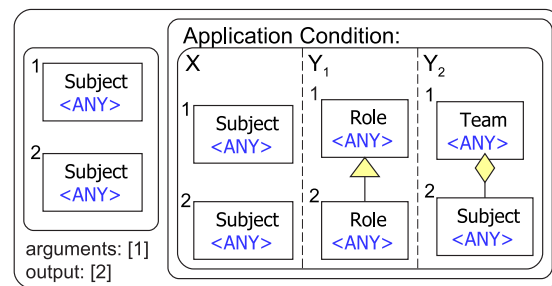 Application Condition:
X
Y1
Y2
1
Subject
<ANY>
2
Subject
<ANY>
1
Subject
<ANY>
2
Subject
<ANY>
1
Role
<ANY>
2
Role
<ANY>
1
Team
<ANY>
2
Subject
<ANY>
arguments: [1]
output: [2]